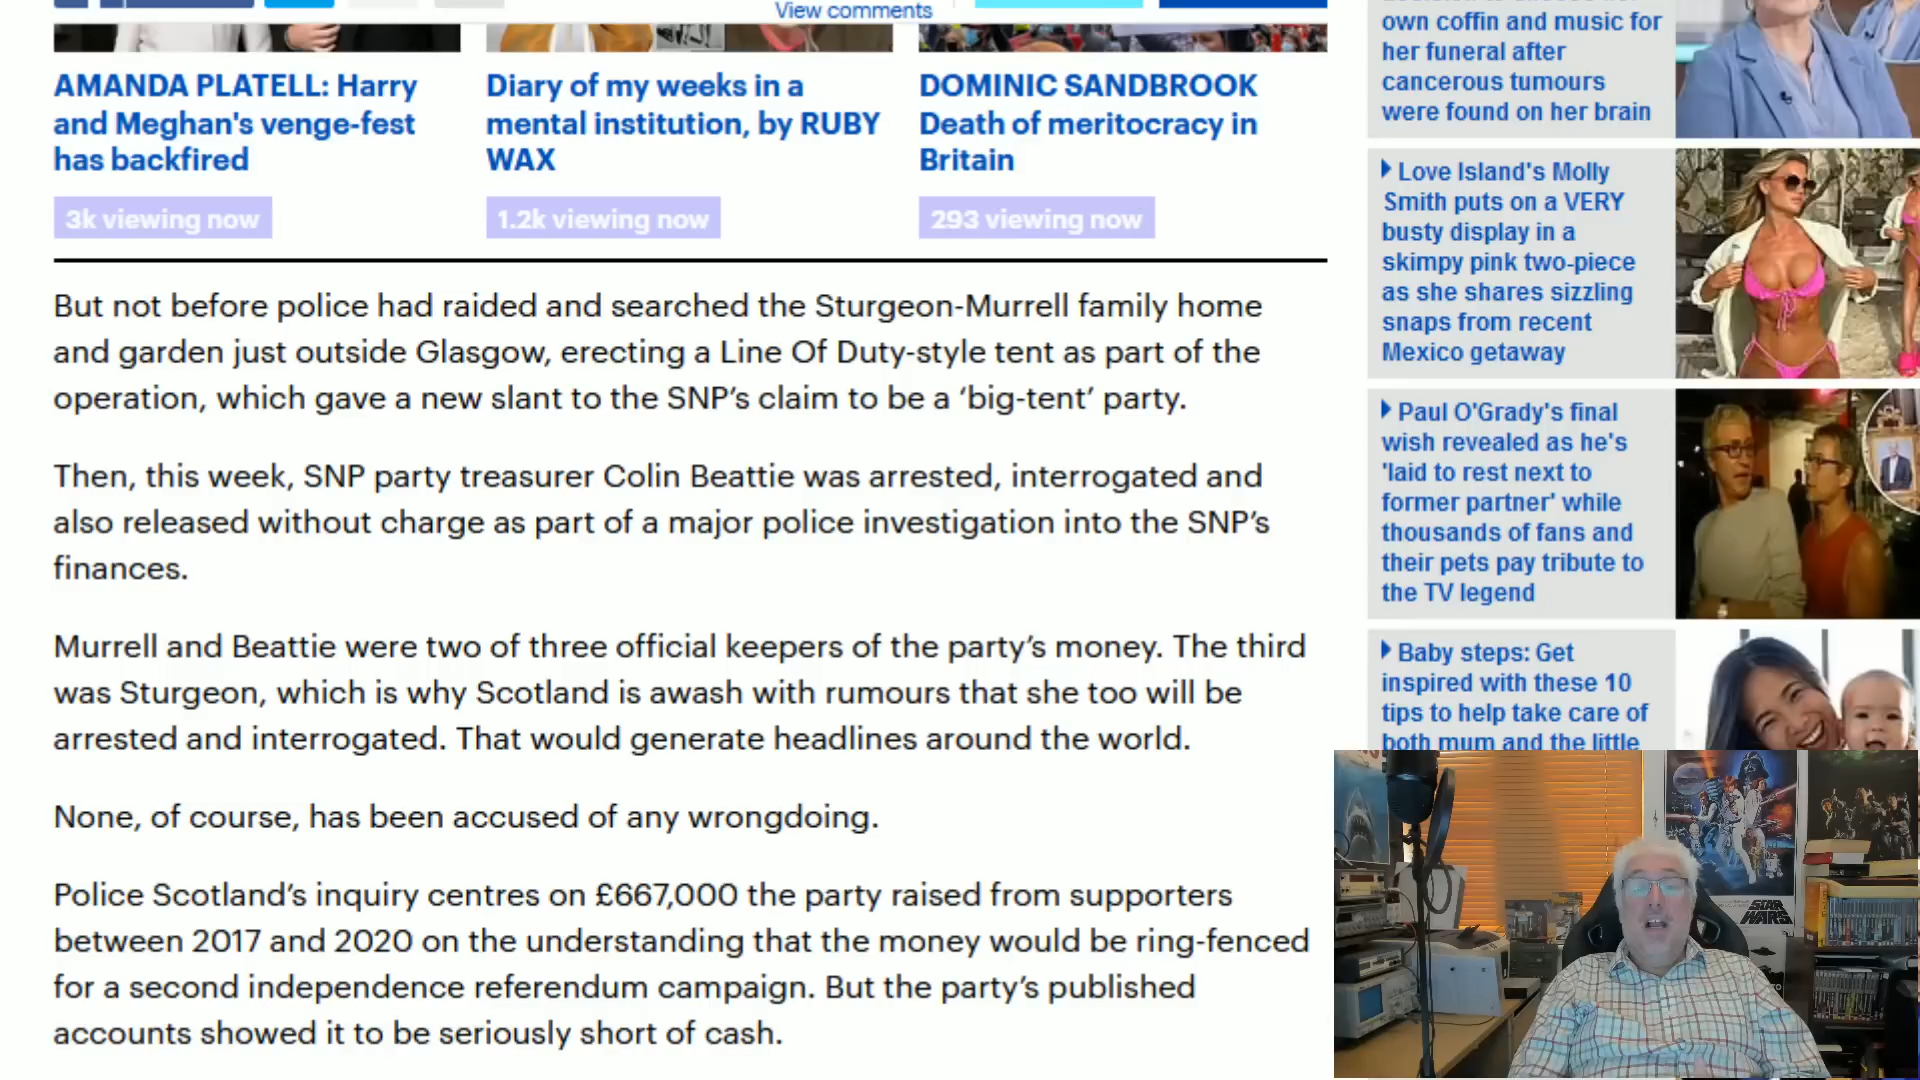 View comments
AMANDA PLATELL: Harry
and Meghan's venge-fest
has backfired
3k viewing now
Diary of my weeks in a
mental institution, by RUBY
WAX
1.2k viewing now
DOMINIC SANDBROOK
Death of meritocracy in
Britain
293 viewing now
But not before police had raided and searched the Sturgeon-Murrell family home
and garden just outside Glasgow, erecting a Line Of Duty-style tent as part of the
operation, which gave a new slant to the SNP’s claim to be a ‘big-tent’ party.
Then, this week, SNP party treasurer Colin Beattie was arrested, interrogated and
also released without charge as part of a major police investigation into the SNP’s
finances.
Murrell and Beattie were two of three official keepers of the party’s money. The third
was Sturgeon, which is why Scotland is awash with rumours that she too will be
arrested and interrogated. That would generate headlines around the world.
None, of course, has been accused of any wrongdoing.
Police Scotland’s inquiry centres on £667,000 the party raised from supporters
between 2017 and 2020 on the understanding that the money would be ring-fenced
for a second independence referendum campaign. But the party’s published
accounts showed it to be seriously short of cash.
own coffin and music for
her funeral after
cancerous tumours
were found on her brain
Love Island's Molly
Smith puts on a VERY
busty display in a
skimpy pink two-piece
as she shares sizzling
snaps from recent
Mexico getaway
Paul O'Grady's final
wish revealed as he's
'laid to rest next to
former partner' while
thousands of fans and
their pets pay tribute to
the TV legend
Baby steps: Get
inspired with these 10
tips to help take care of
both mum and the little
STAR
WARS